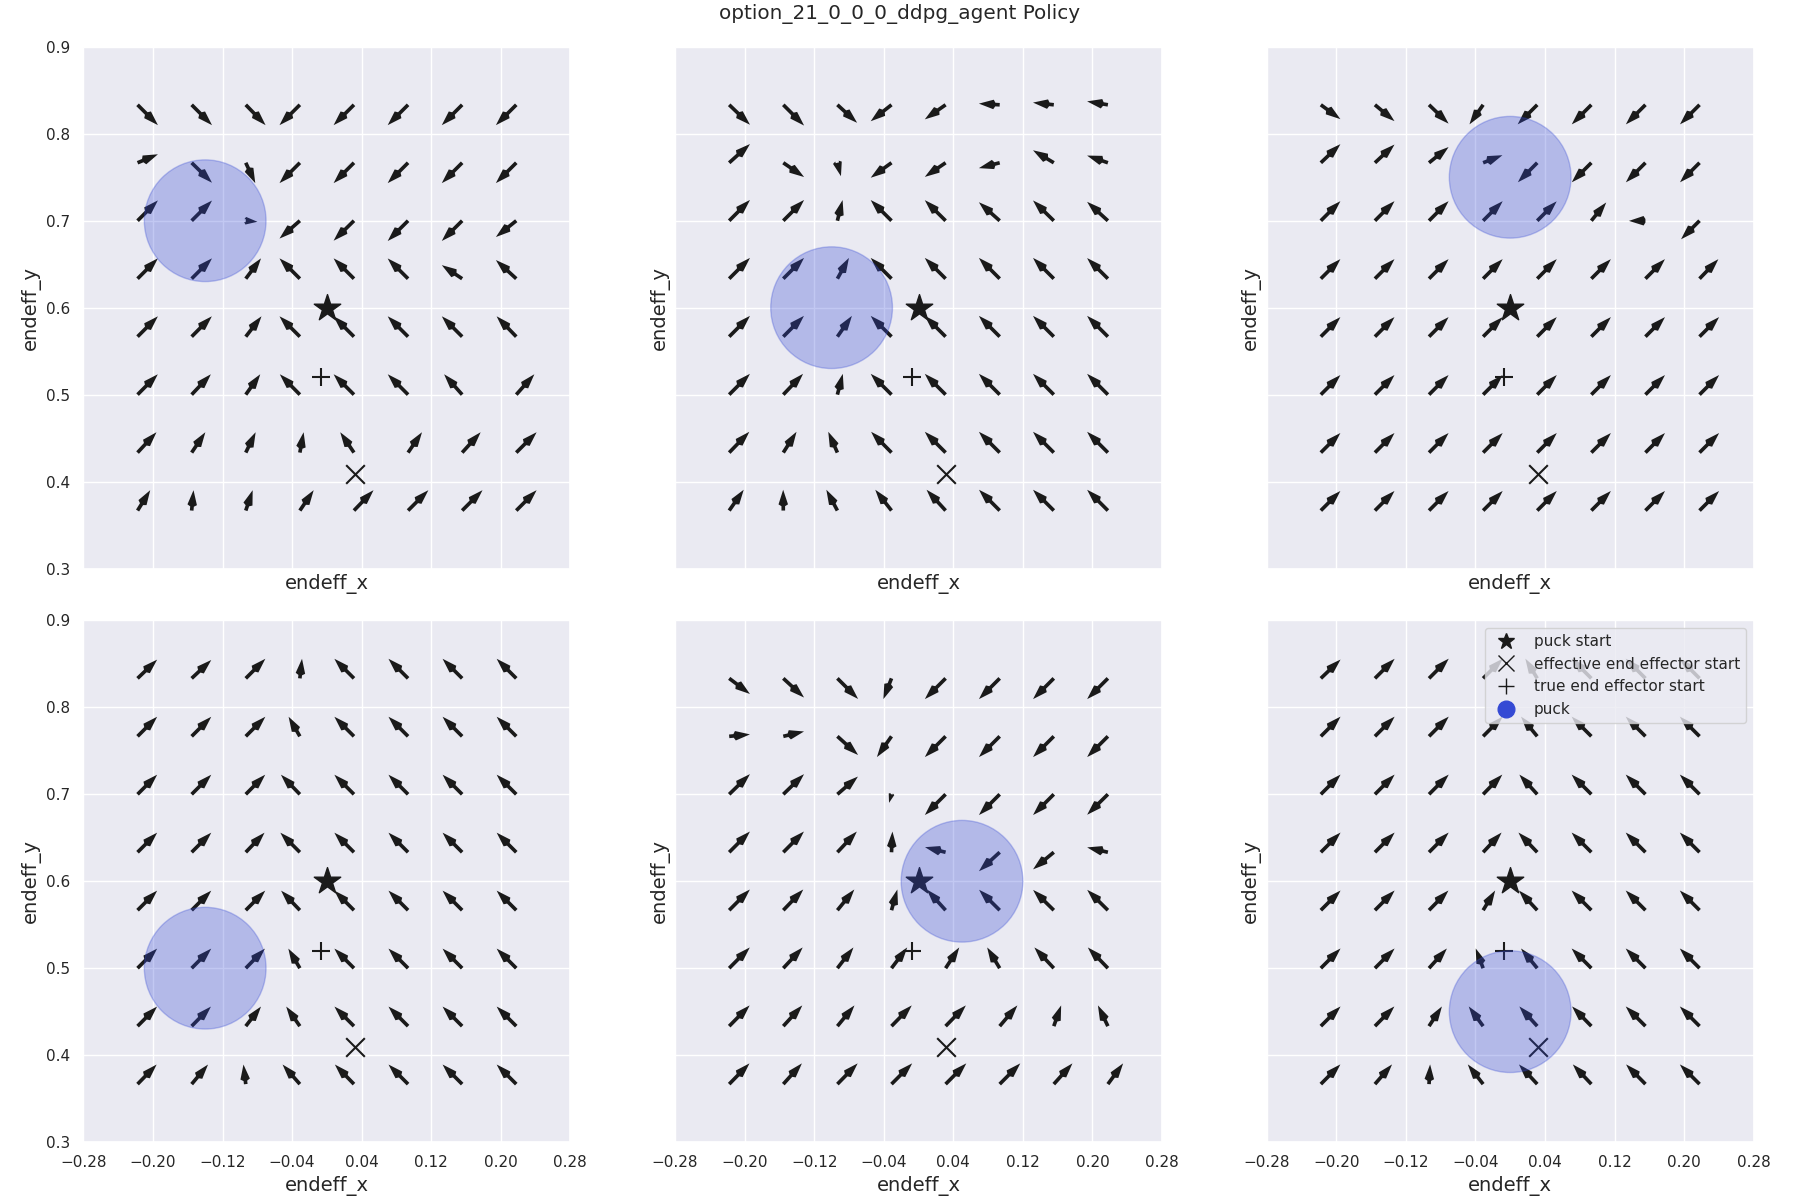 option_21_0_0_0_ddpg_agent Policy
0.9
0.8
0.7
0.6
0.5
0.4
0.3
endeff_y
endeff_x
endeff_y
endeff_x
endeff_y
endeff_x
0.9
0.8
0.7
0.6
0.5
0.4
0.3
endeff_y
−0.28 −0.20 −0.12 −0.04 0.04 0.12 0.20 0.28
endeff_x
endeff_y
−0.28 −0.20 −0.12 −0.04 0.04 0.12 0.20 0.28
endeff_x
puck start
effective end effector start
true end effector start
puck
endeff_y
−0.28 −0.20 −0.12 −0.04 0.04 0.12 0.20 0.28
endeff_x